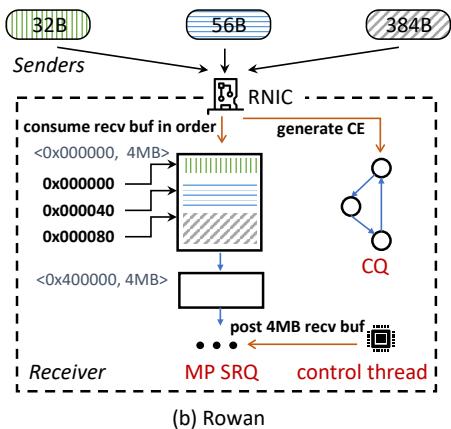 32B
56B
384B
Senders
RNIC
consume recv buf in order
generate CE
<0x000000, 4MB>
0x000000
0x000040
0x000080
CQ
<0x400000, 4MB>
post 4MB recv buf
Receiver
MP SRQ
control thread
(b) Rowan